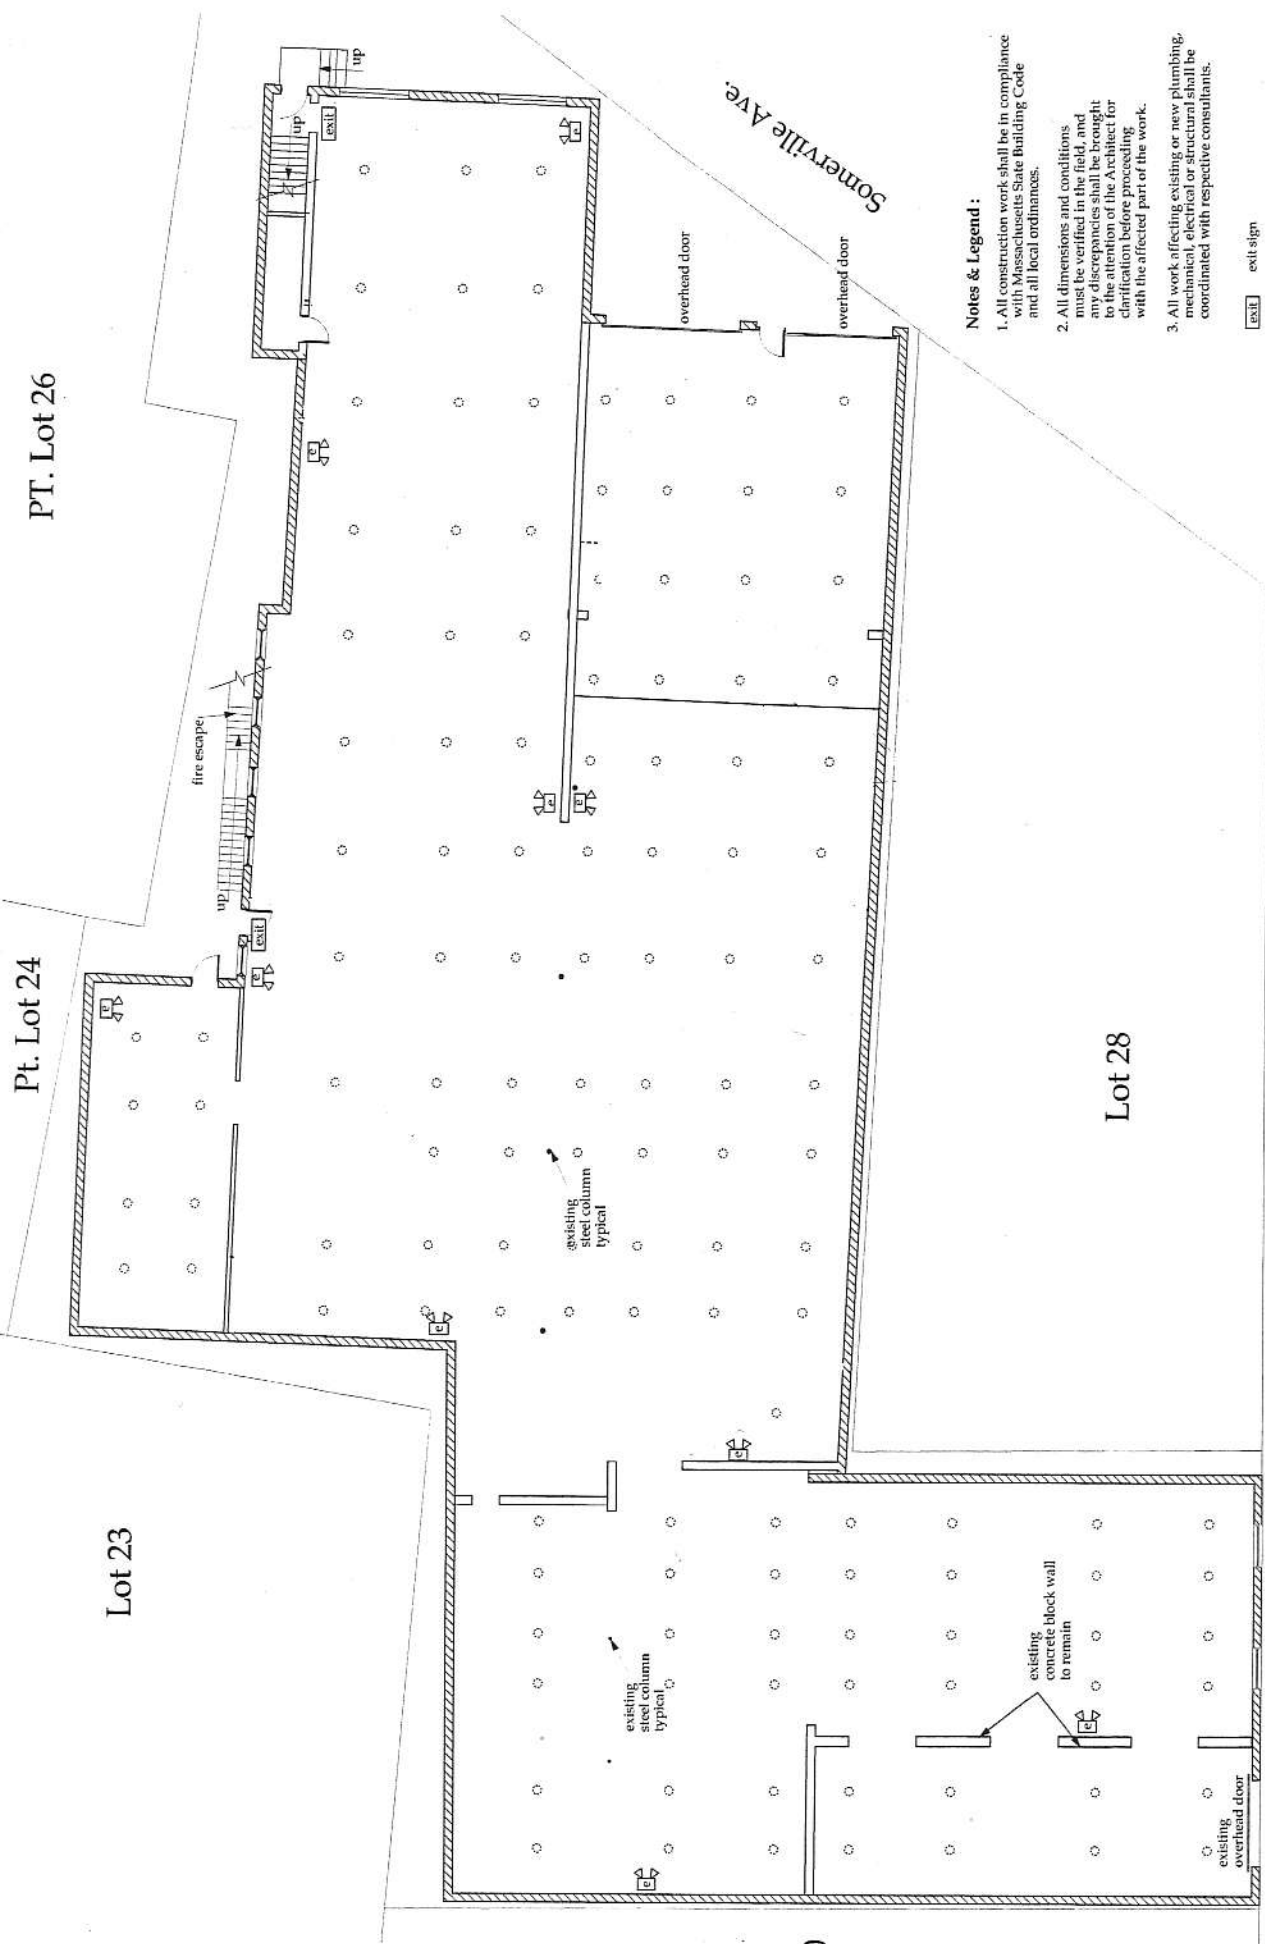 PT. Lot 26
Pt. Lot 24
Lot 23
Lot 28
Somerville Ave.
up
up
exit
e
e
fire escape
up
exit
e
e
e
e
e
e
e
e
overhead door
overhead door
existing
steel column
typical
existing
steel column
typical
existing
concrete block wall
to remain
existing
overhead door
Notes & Legend :
1. All construction work shall be in compliance
with Massachusetts State Building Code
and all local ordinances.
2. All dimensions and conditions
must be verified in the field, and
any discrepancies shall be brought
to the attention of the Architect for
clarification before proceeding
with the affected part of the work.
3. All work affecting existing or new plumbing,
mechanical, electrical or structural shall be
coordinated with respective consultants.
exit exit sign